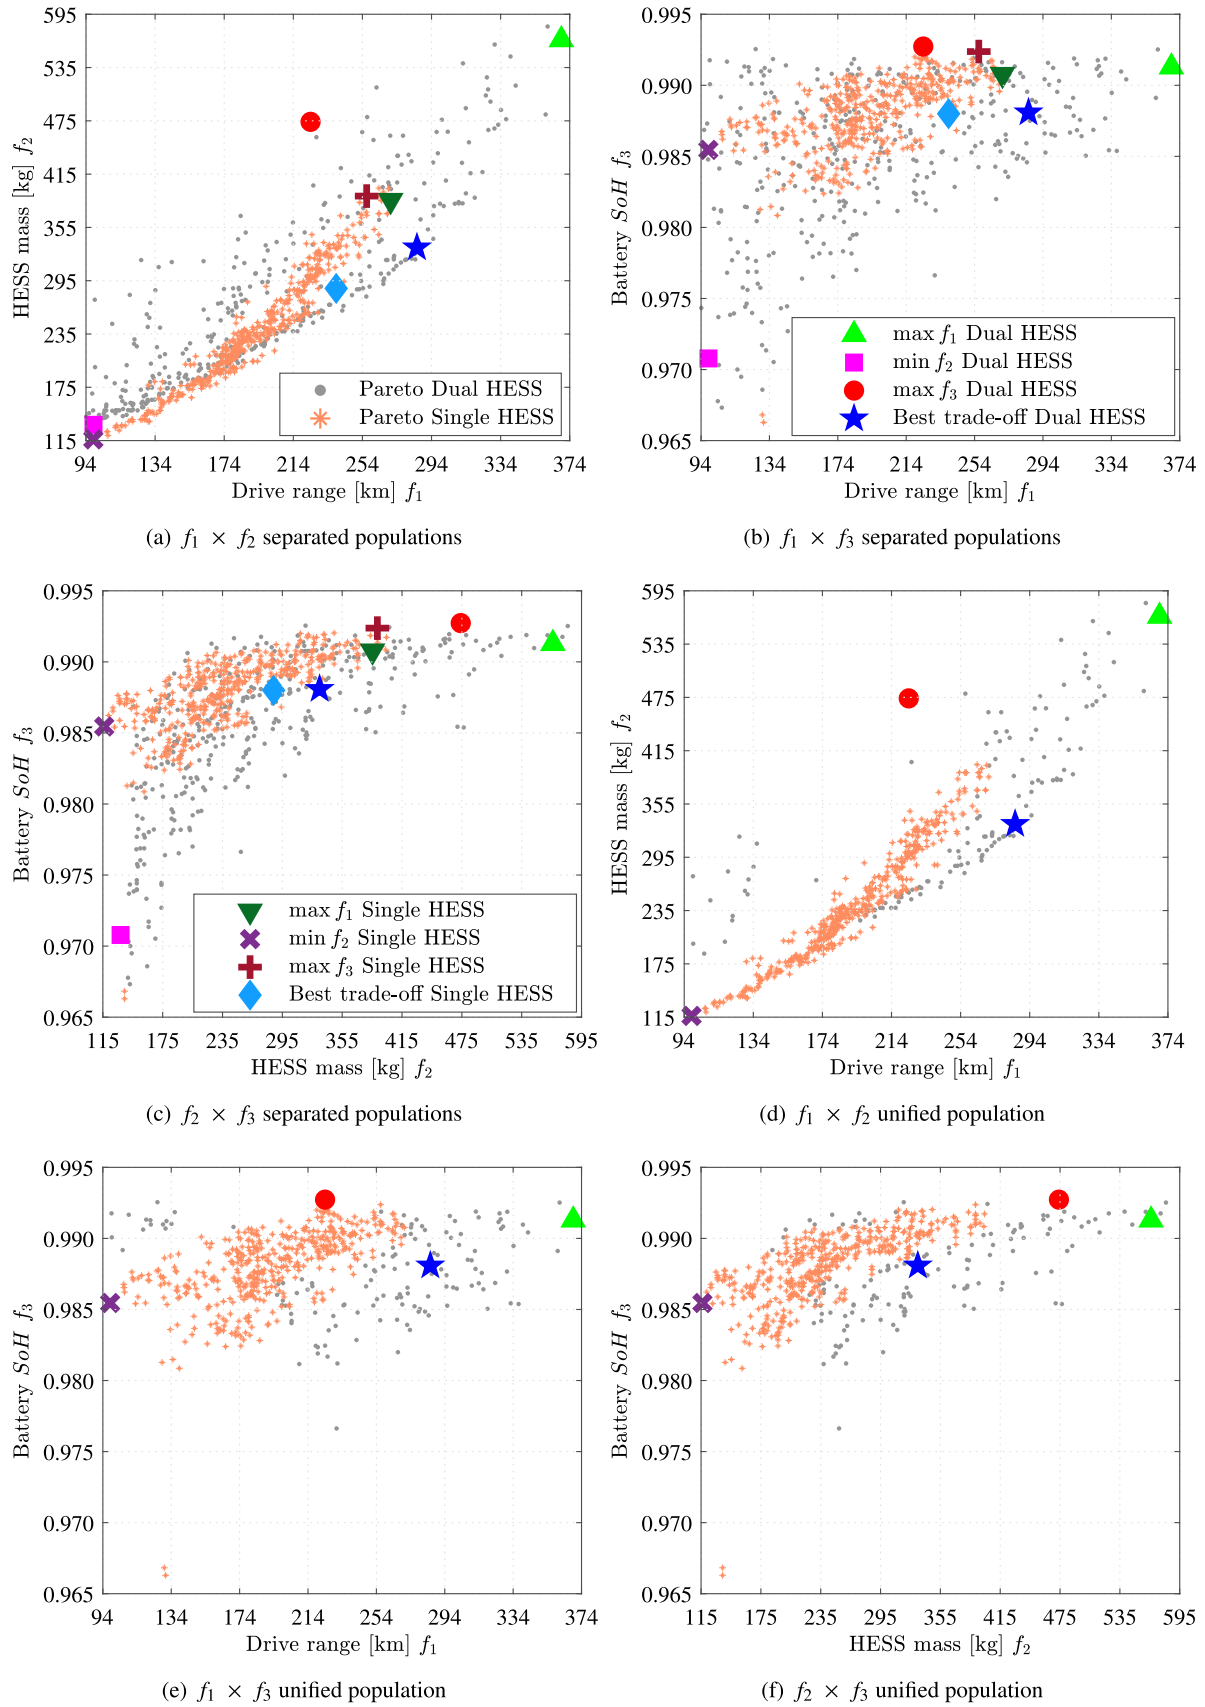 595
535
475
415
355
295
235
175
115
HESS mass [kg] f2
Pareto Dual HESS
Pareto Single HESS
94 134 174 214 254 294 334 374
Drive range [km] f1
(a) f1 × f2 separated populations
0.995
0.990
0.985
0.980
0.975
0.970
0.965
Battery SoH f3
max f1 Dual HESS
min f2 Dual HESS
max f3 Dual HESS
Best trade-off Dual HESS
94 134 174 214 254 294 334 374
Drive range [km] f1
(b) f1 × f3 separated populations
0.995
0.990
0.985
0.980
0.975
0.970
0.965
Battery SoH f3
max f1 Single HESS
min f2 Single HESS
max f3 Single HESS
Best trade-off Single HESS
115 175 235 295 355 415 475 535 595
HESS mass [kg] f2
(c) f2 × f3 separated populations
595
535
475
415
355
295
235
175
115
HESS mass [kg] f2
94 134 174 214 254 294 334 374
Drive range [km] f1
(d) f1 × f2 unified population
0.995
0.990
0.985
0.980
0.975
0.970
0.965
Battery SoH f3
94 134 174 214 254 294 334 374
Drive range [km] f1
(e) f1 × f3 unified population
0.995
0.990
0.985
0.980
0.975
0.970
0.965
Battery SoH f3
115 175 235 295 355 415 475 535 595
HESS mass [kg] f2
(f) f2 × f3 unified population